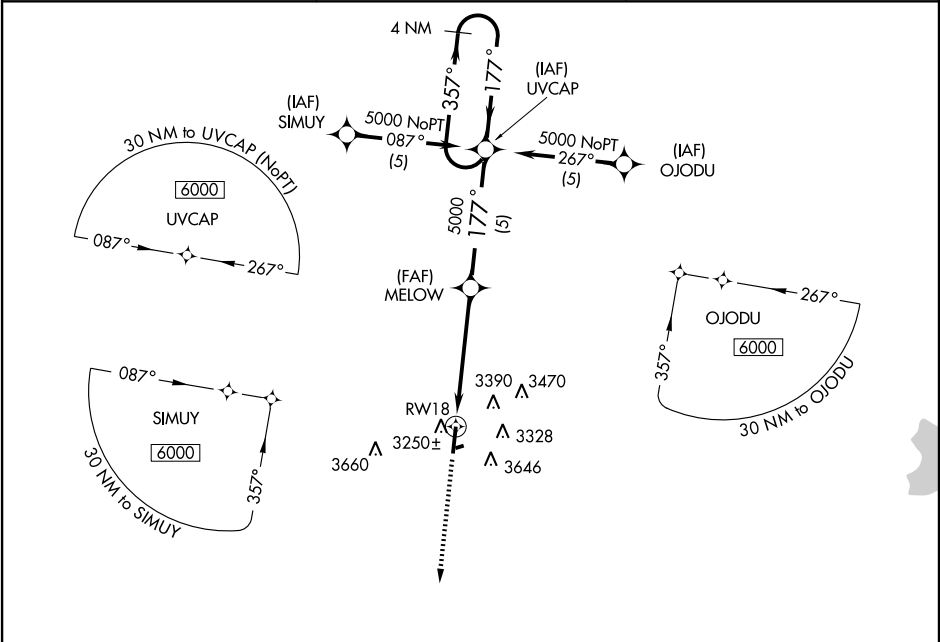 4 NM
357°
177°
(IAF)
UVCAP
(IAF)
SIMUY
5000 NoPT
087°
(5)
5000 NoPT
267°
(5)
(IAF)
OJODU
30 NM to UVCAP (NoPT)
6000
UVCAP
087°
267°
5000
177°
(5)
(FAF)
MELOW
267°
OJODU
6000
357°
30 NM to OJODU
087°
SIMUY
6000
357°
30 NM to SIMUY
3390
3470
RW18
3250±
3328
3660
3646